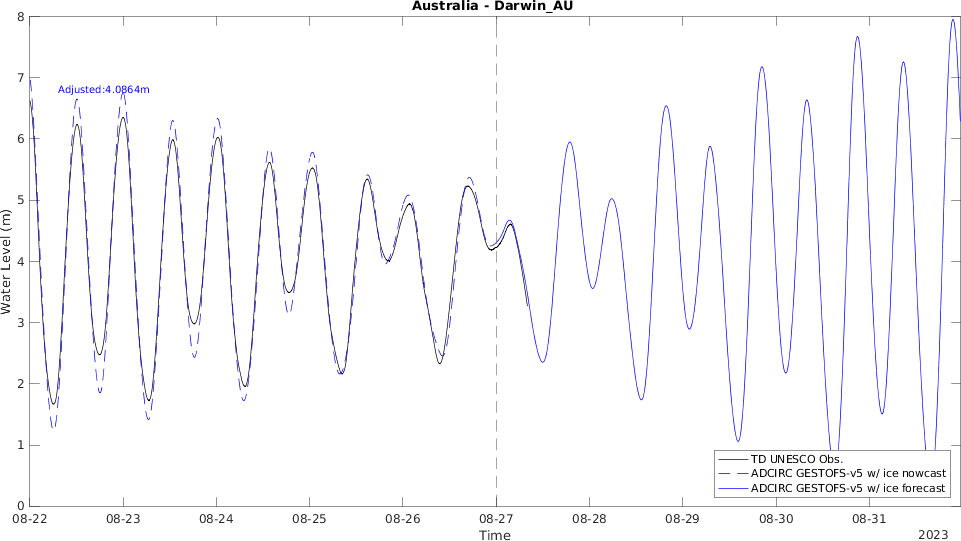 Australia - Darwin_AU
8
7
Adjusted:4.0864m
6
5
4
3
2
1
0
Water Level (m)
TD UNESCO Obs.
ADCIRC GESTOFS-v5 w/ ice nowcast
ADCIRC GESTOFS-v5 w/ ice forecast
08-22 08-23 08-24 08-25 08-26 08-27 08-28 08-29 08-30 08-31
Time
2023